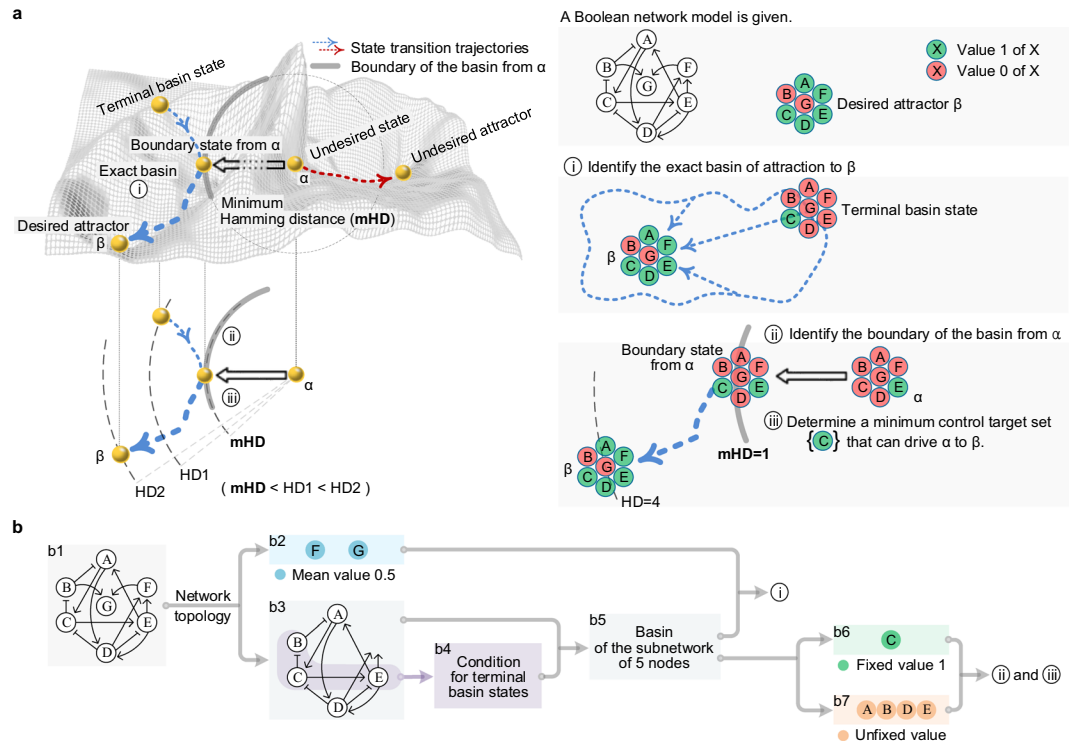 a
State transition trajectories
Boundary of the basin from α
Terminal basin state
Boundary state from α
Undesired state
Undesired attractor
Exact basin
i
α
Minimum
Hamming distance (mHD)
Desired attractor
β
ii
iii
α
mHD
β
HD1
HD2
( mHD < HD1 < HD2 )
A Boolean network model is given.
A
B
F
G
C
E
D
X Value 1 of X
X Value 0 of X
A
B F
G
C E
D
Desired attractor β
i Identify the exact basin of attraction to β
A
B F
G
C E
D
Terminal basin state
β
A
B F
G
C E
D
ii Identify the boundary of the basin from α
Boundary state
from α
A
B F
G
C E
D
A
B F
G
C E
D
α
iii Determine a minimum control target set
{C} that can drive α to β.
mHD=1
β
A
B F
G
C E
D
HD=4
b
b1
A
B
F
G
C
E
D
Network
topology
b2
F G
Mean value 0.5
b3
A
B
C
E
D
b4
Condition
for terminal
basin states
b5
Basin
of the subnetwork
of 5 nodes
i
b6
C
Fixed value 1
b7
A B D E
Unfixed value
ii and iii